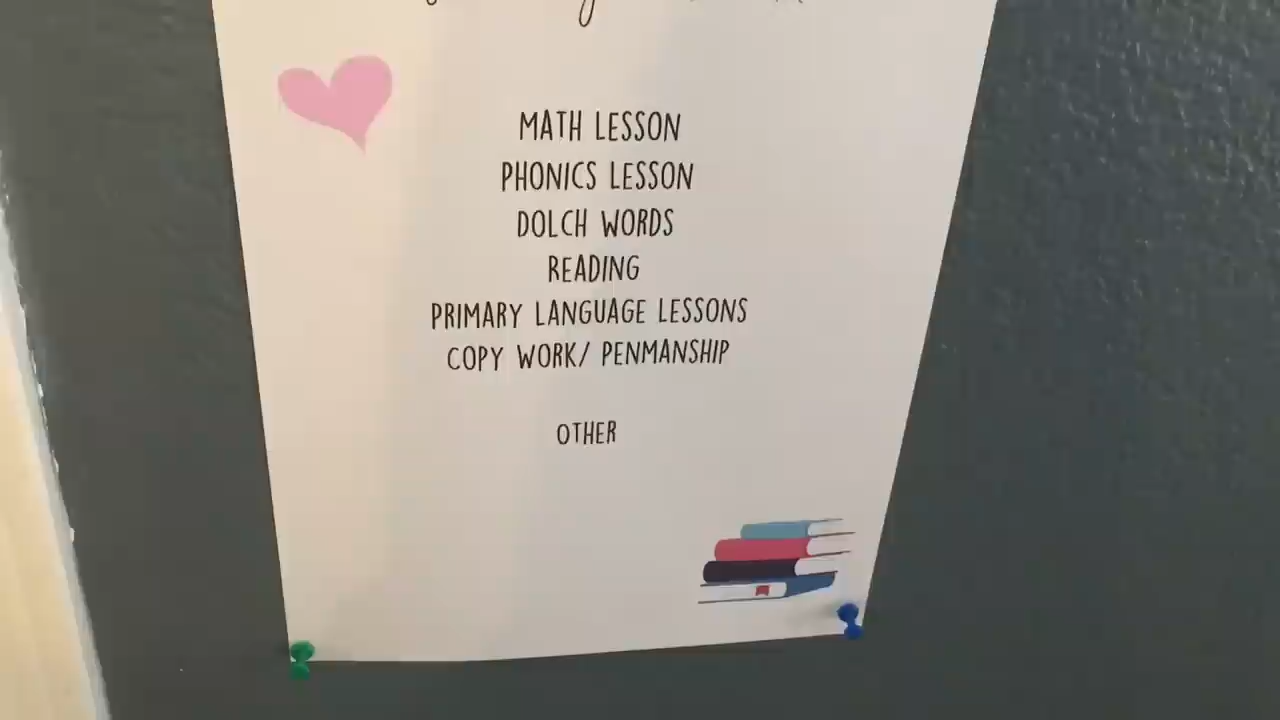 MATH LESSON
PHONICS LESSON
DOLCH WORDS
READING
PRIMARY LANGUAGE LESSONS
COPY WORK/ PENMANSHIP
OTHER